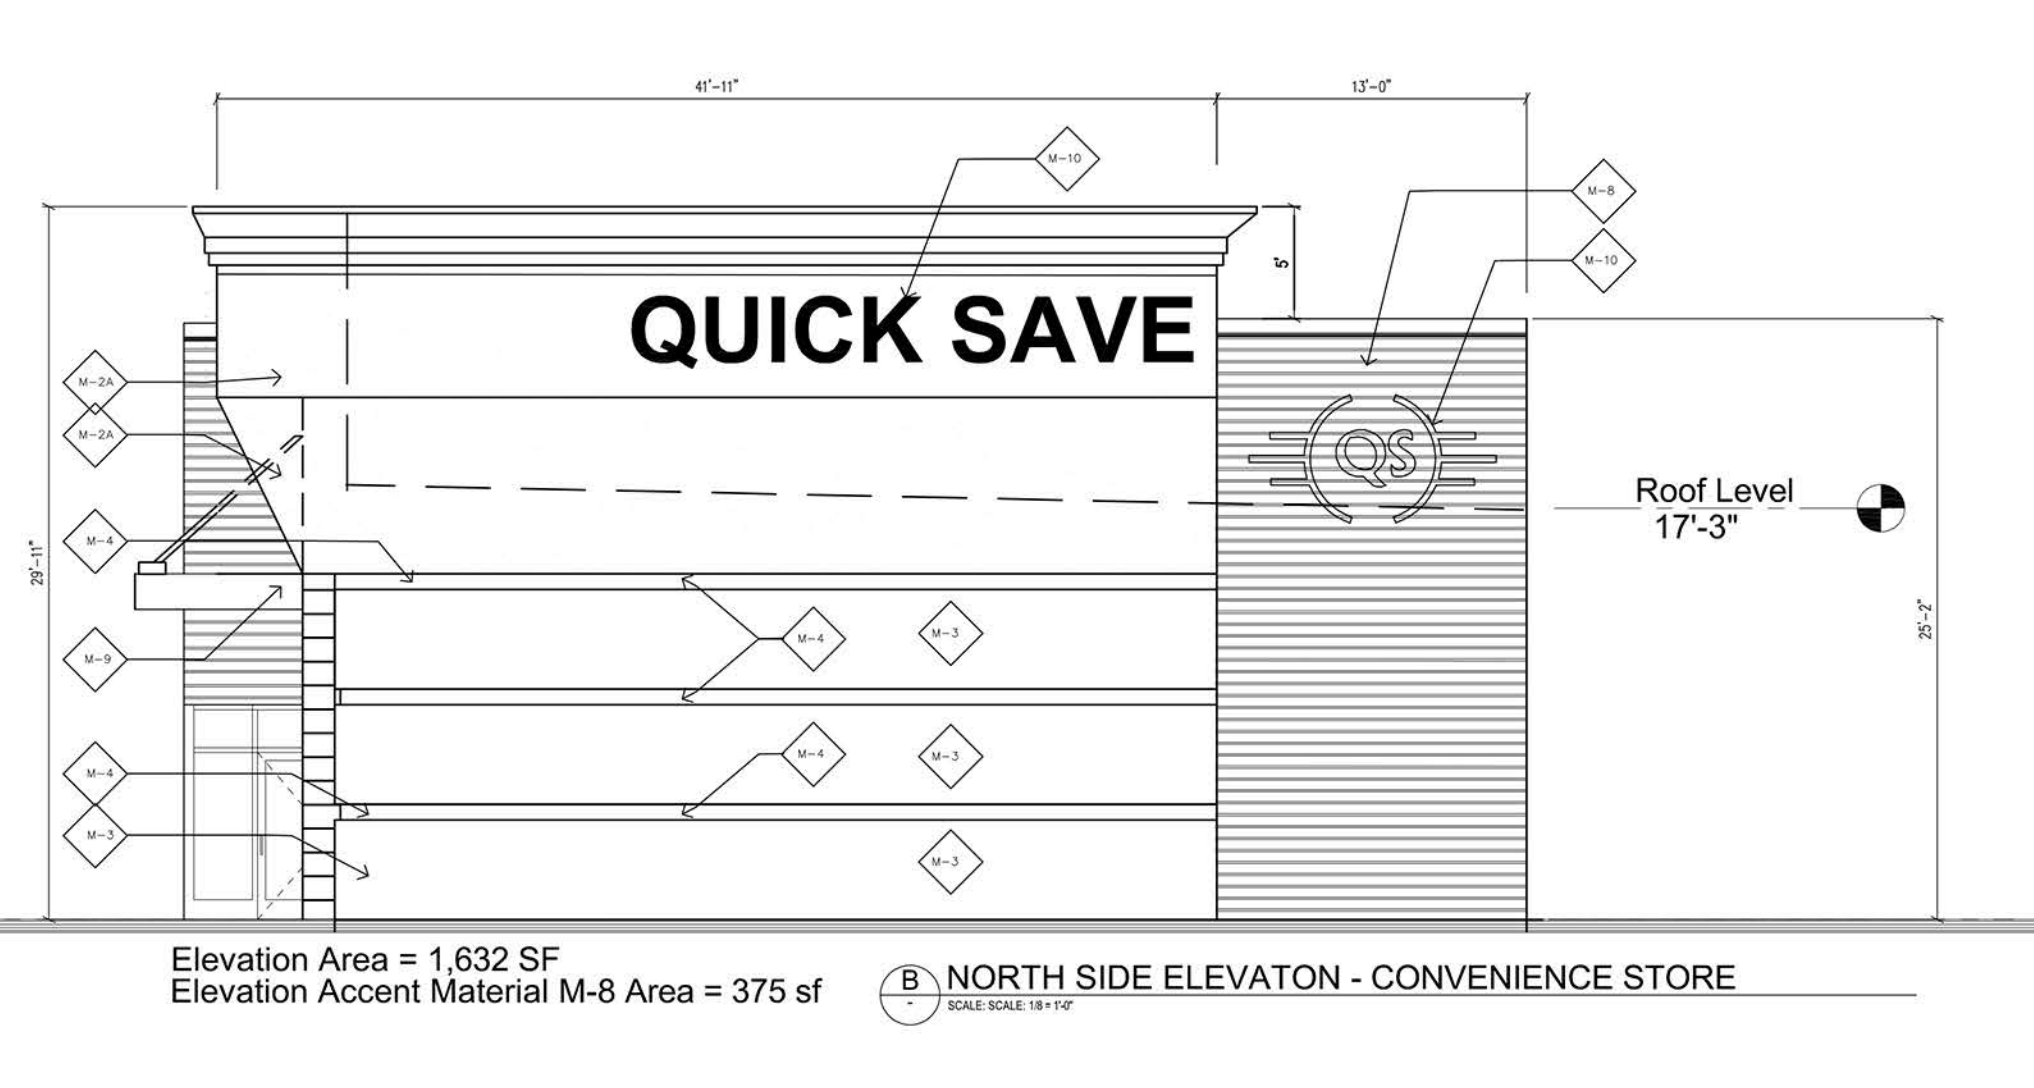 41'-11"
13'-0"
M-10
M-8
M-10
5'
QUICK SAVE
M-2A
M-2A
QS
Roof Level
17'-3"
M-4
29'-11"
25'-2"
M-4
M-3
M-9
M-4
M-3
M-4
M-3
M-3
Elevation Area = 1,632 SF
Elevation Accent Material M-8 Area = 375 sf
B
-
NORTH SIDE ELEVATON - CONVENIENCE STORE
SCALE: SCALE: 1/8 = 1'-0"